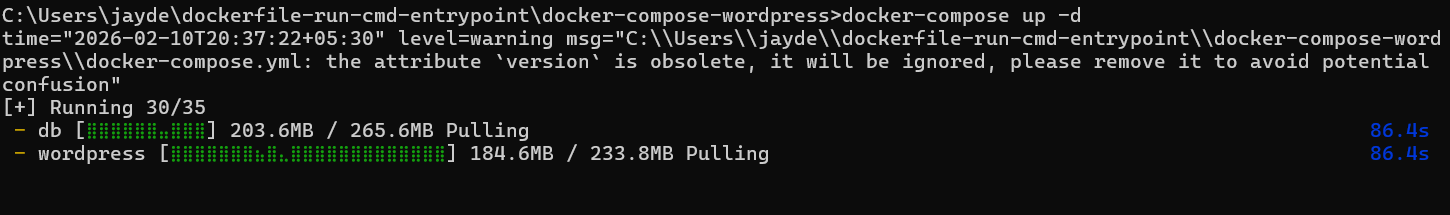 C:\Users\jayde\dockerfile-run-cmd-entrypoint\docker-compose-wordpress>docker-compose up -d
time="2026-02-10T20:37:22+05:30" level=warning msg="C:\\Users\\jayde\\dockerfile-run-cmd-entrypoint\\docker-compose-word
press\\docker-compose.yml: the attribute `version` is obsolete, it will be ignored, please remove it to avoid potential
confusion"
[+] Running 30/35
 - db [⣿⣿⣿⣿⣿⣿⣤⣿⣿⣿] 203.6MB / 265.6MB Pulling 86.4s
 - wordpress [⣿⣿⣿⣿⣿⣿⣿⣦⣿⣄⣿⣿⣿⣿⣿⣿⣿⣿⣿⣿⣿⣿⣿] 184.6MB / 233.8MB Pulling 86.4s